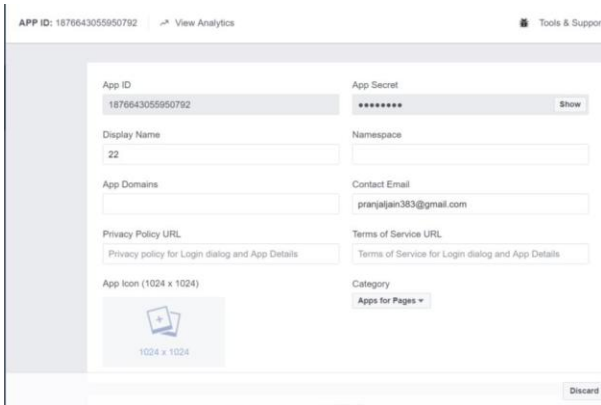 APP ID: 1876643055950792 View Analytics Tools & Suppor
App ID App Secret
1876643055950792 ●●●●●●●● Show
Display Name Namespace
22
App Domains Contact Email
pranjaljain383@gmail.com
Privacy Policy URL Terms of Service URL
Privacy policy for Login dialog and App Details Terms of Service for Login dialog and App Details
App Icon (1024 x 1024) Category
Apps for Pages
1024 x 1024
Discard